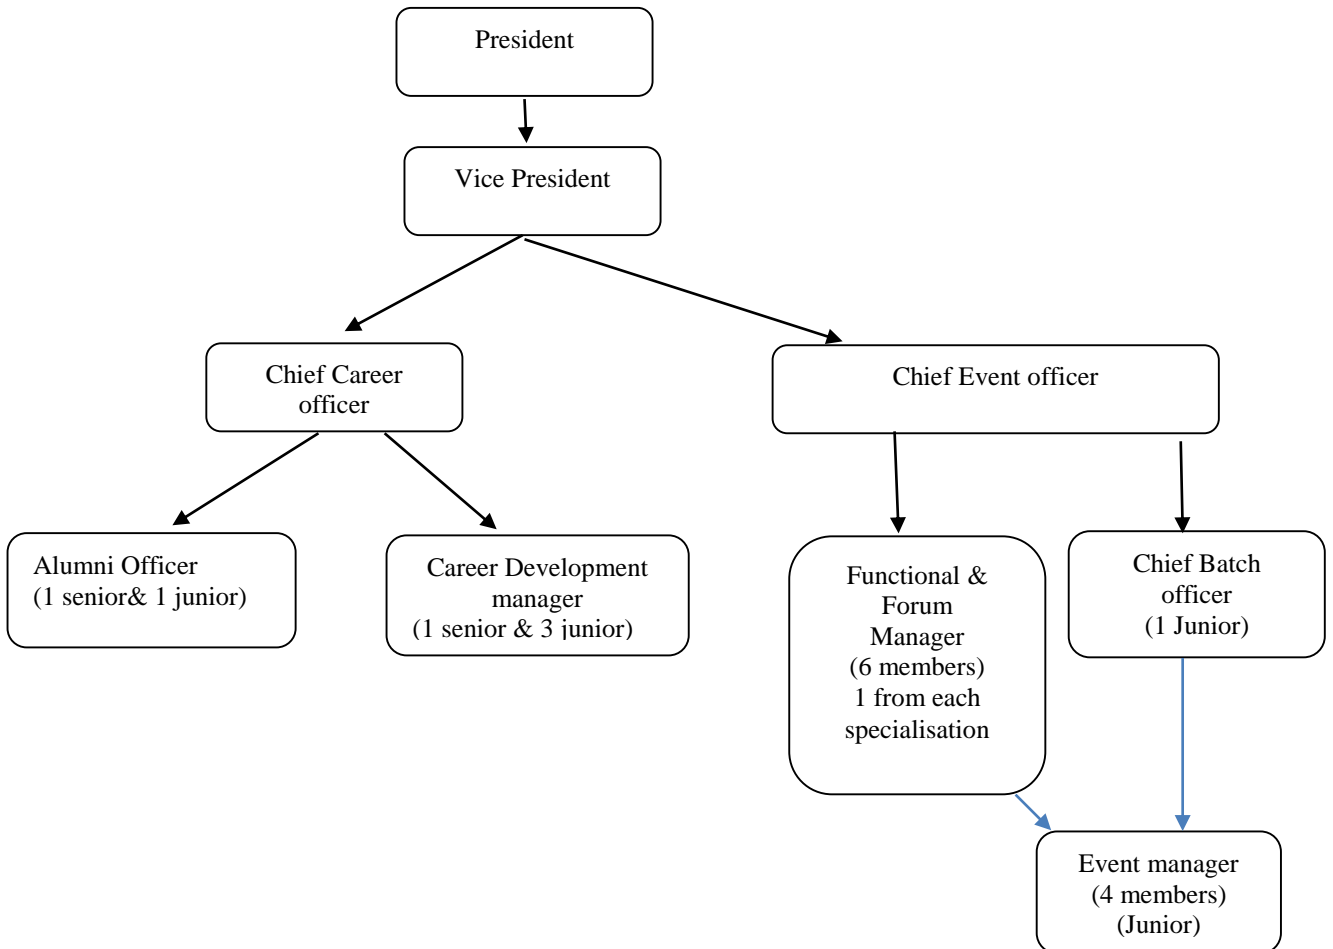 President
Vice President
Chief Career
officer
Chief Event officer
Alumni Officer
(1 senior& 1 junior)
Career Development
manager
(1 senior & 3 junior)
Functional &
Forum
Manager
(6 members)
1 from each
specialisation
Chief Batch
officer
(1 Junior)
Event manager
(4 members)
(Junior)